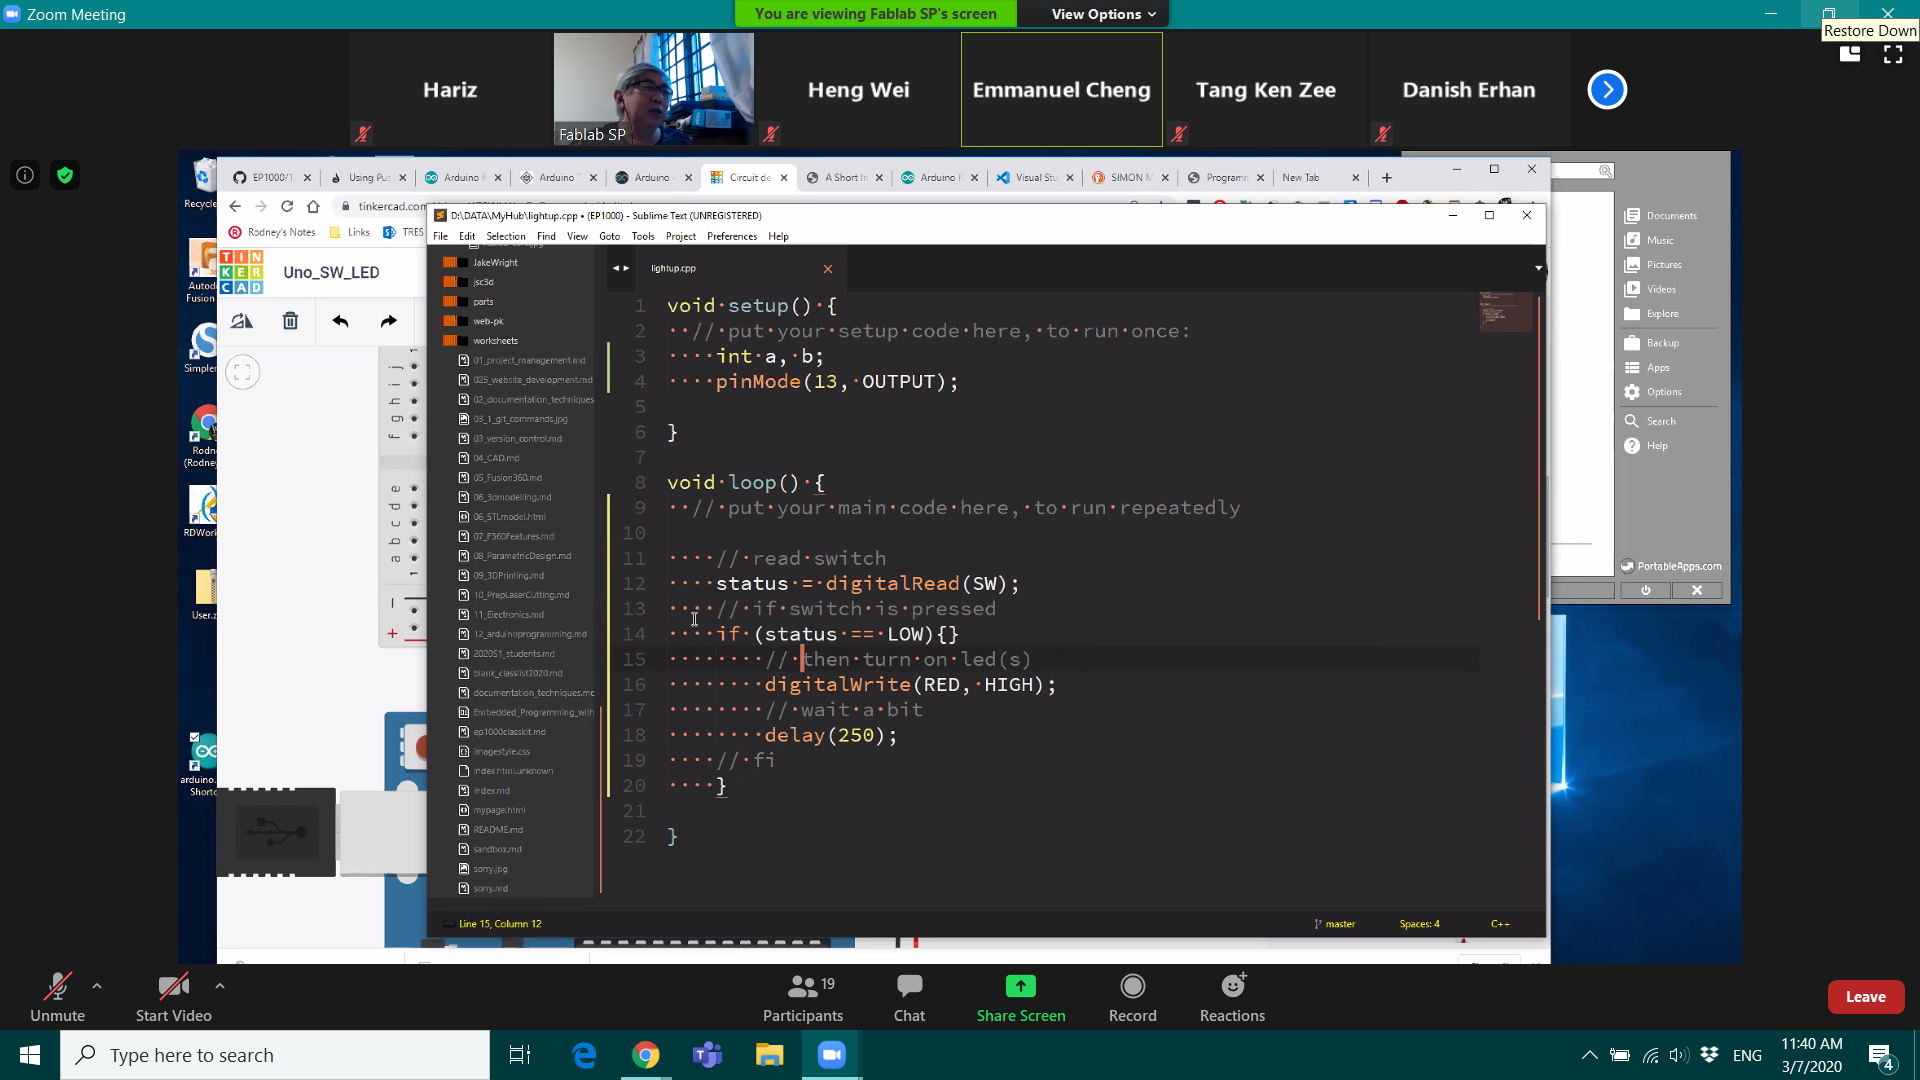 Zoom Meeting
You are viewing Fablab SP's screen
View Options
Restore Down
Hariz
Fablab SP
Heng Wei
Emmanuel Cheng
Tang Ken Zee
Danish Erhan
Recycle
EP1000/1
Using Pus
Arduino
Arduino
Arduino
Circuit de
A Short In
Arduino
Visual Stu
SIMON M
Program
New Tab
tinkercad.com
Rodney's Notes
Links
TRES
D:\DATA\MyHub\lightup.cpp • (EP1000) - Sublime Text (UNREGISTERED)
File Edit Selection Find View Goto Tools Project Preferences Help
TINKERCAD
Uno_SW_LED
JakeWright
jsc3d
parts
web-pk
worksheets
01_project_management.md
025_website_development.md
02_documentation_techniques
03_1_git_commands.jpg
03_version_control.md
04_CAD.md
05_Fusion360.md
06_3dmodelling.md
06_STLmodel.html
07_F360Features.md
08_ParametricDesign.md
09_3DPrinting.md
10_PrepLaserCutting.md
11_Electronics.md
12_arduinoprogramming.md
2020S1_students.md
blank_classlist2020.md
documentation_techniques.md
Embedded_Programming_with
ep1000classkit.md
imagestyle.css
index.html.unknown
index.md
mypage.html
README.md
sandbox.md
sorry.jpg
sorry.md
lightup.cpp
1 void setup() {
2 // put your setup code here, to run once:
3 int a, b;
4 pinMode(13, OUTPUT);
5
6 }
7
8 void loop() {
9 // put your main code here, to run repeatedly
10
11 // read switch
12 status = digitalRead(SW);
13 // if switch is pressed
14 if (status == LOW){}
15 // then turn on led(s)
16 digitalWrite(RED, HIGH);
17 // wait a bit
18 delay(250);
19 // fi
20 }
21
22 }
Line 15, Column 12
master
Spaces: 4
C++
Autod
Fusion
Simplen
Rodn
(Rodney
RDWork
User.z
arduino.
Shortc
j
i
h
g
f
e
d
c
b
a
Documents
Music
Pictures
Videos
Explore
Backup
Apps
Options
Search
Help
PortableApps.com
Unmute
Start Video
19
Participants
Chat
Share Screen
Record
Reactions
Leave
Type here to search
ENG
11:40 AM
3/7/2020
4